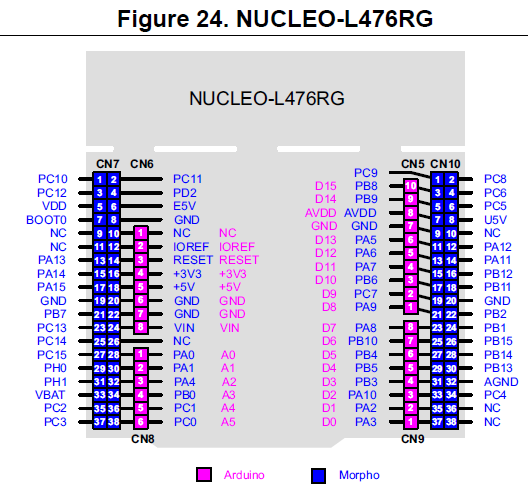 Figure 24. NUCLEO-L476RG
NUCLEO-L476RG
CN7 CN6 CN5 CN10
PC9
PC10 1 2 PC11 D15 PB8 10 1 2 PC8
PC12 3 4 PD2 D14 PB9 9 3 4 PC6
VDD 5 6 E5V AVDD AVDD 8 5 6 PC5
BOOT0 7 8 GND GND GND 7 7 8 U5V
NC 9 10 1 NC NC D13 PA5 6 9 10 NC
NC 11 12 2 IOREF IOREF D12 PA6 5 11 12 PA12
PA13 13 14 3 RESET RESET D11 PA7 4 13 14 PA11
PA14 15 16 4 +3V3 +3V3 D10 PB6 3 15 16 PB12
PA15 17 18 5 +5V +5V D9 PC7 2 17 18 PB11
GND 19 20 6 GND GND D8 PA9 1 19 20 GND
PB7 21 22 7 GND GND 21 22 PB2
PC13 23 24 8 VIN VIN D7 PA8 8 23 24 PB1
PC14 25 26 NC D6 PB10 7 25 26 PB15
PC15 27 28 1 PA0 A0 D5 PB4 6 27 28 PB14
PH0 29 30 2 PA1 A1 D4 PB5 5 29 30 PB13
PH1 31 32 3 PA4 A2 D3 PB3 4 31 32 AGND
VBAT 33 34 4 PB0 A3 D2 PA10 3 33 34 PC4
PC2 35 36 5 PC1 A4 D1 PA2 2 35 36 NC
PC3 37 38 6 PC0 A5 D0 PA3 1 37 38 NC
CN8 CN9
Arduino Morpho